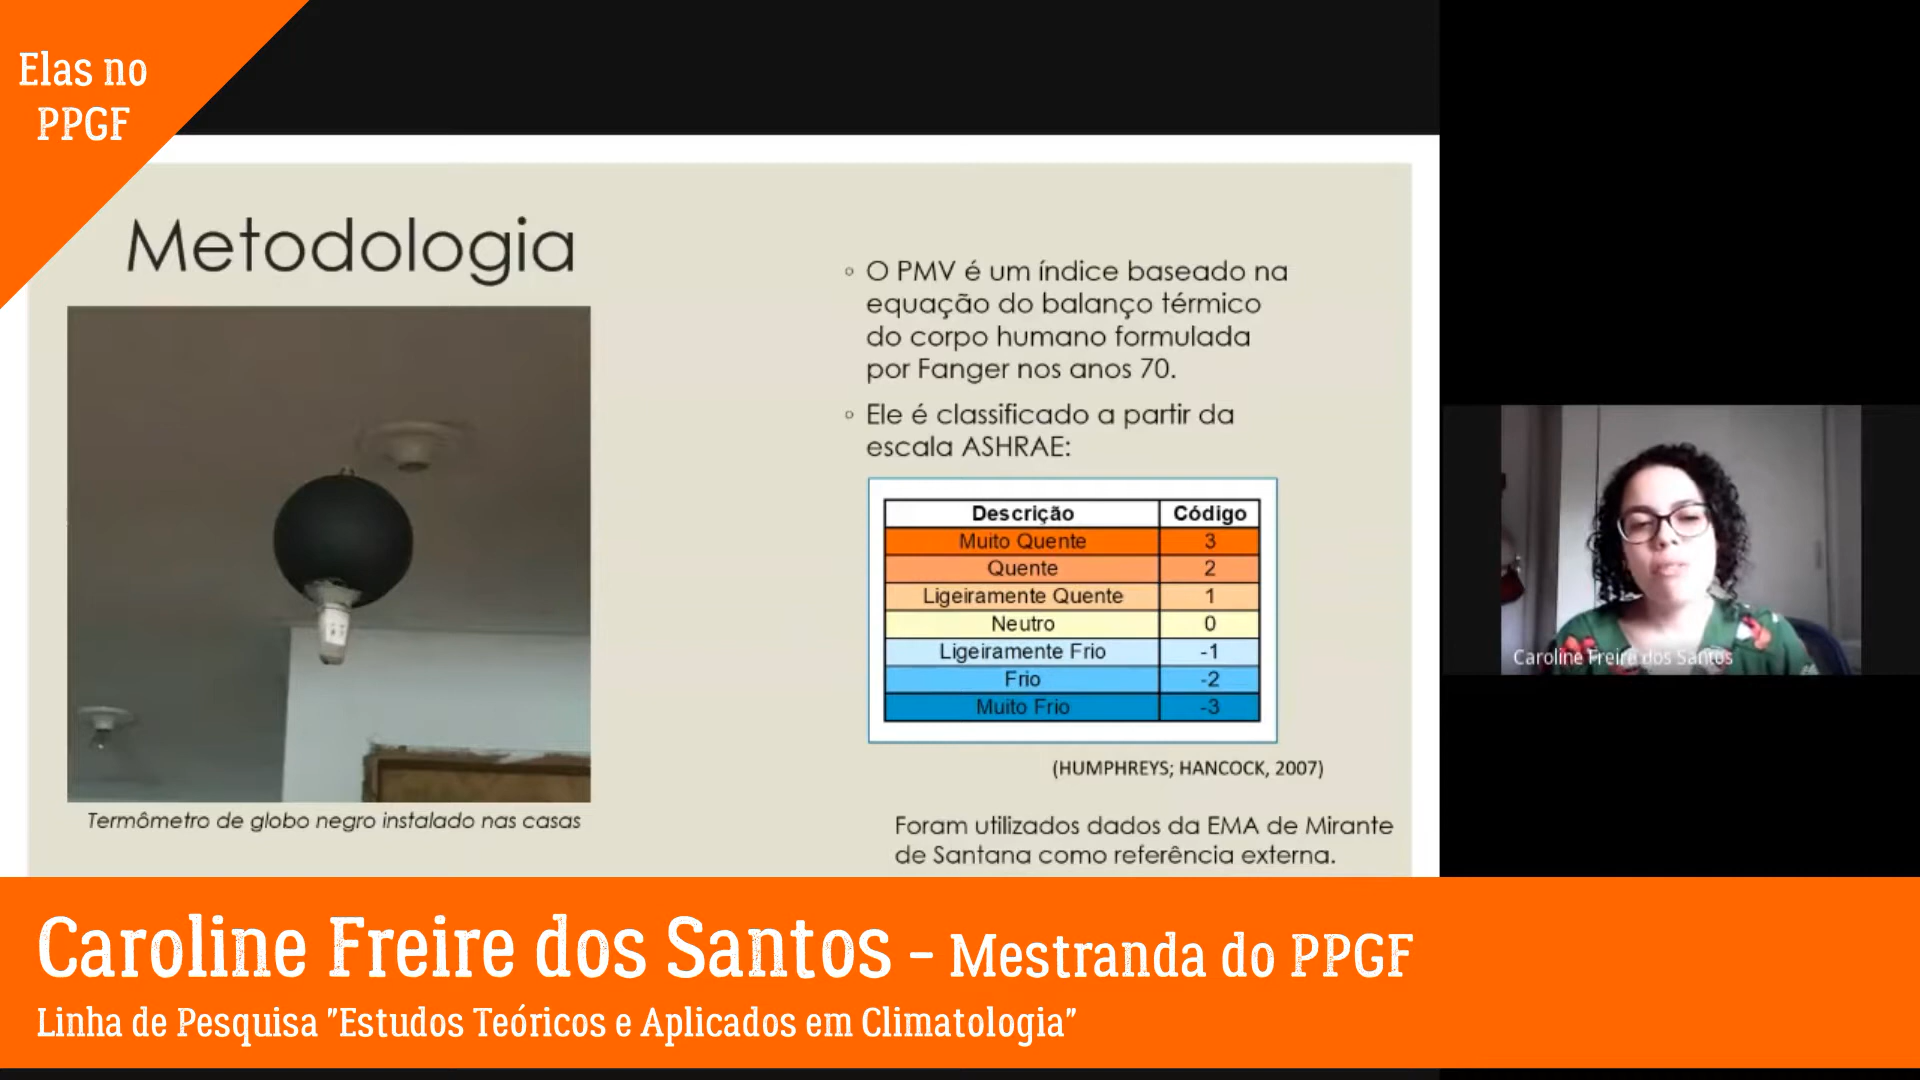 Elas no
PPGF
Metodologia
Termômetro de globo negro instalado nas casas
◦ O PMV é um índice baseado na
equação do balanço térmico
do corpo humano formulada
por Fanger nos anos 70.
◦ Ele é classificado a partir da
escala ASHRAE:
Descrição Código
Muito Quente 3
Quente 2
Ligeiramente Quente 1
Neutro 0
Ligeiramente Frio -1
Frio -2
Muito Frio -3
(HUMPHREYS; HANCOCK, 2007)
Foram utilizados dados da EMA de Mirante
de Santana como referência externa.
Caroline Freire dos Santos
Caroline Freire dos Santos – Mestranda do PPGF
Linha de Pesquisa "Estudos Teóricos e Aplicados em Climatologia"